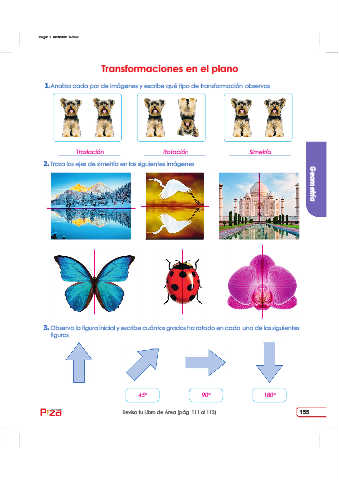 Transformaciones en el plano
1. Analiza cada par de imágenes y escribe qué tipo de transformación observas
Traslación Rotación Simetría
2. Traza los ejes de simetría en las siguientes imágenes
Geometría
3. Observa la figura inicial y escribe cuántos grados ha rotado en cada una de las siguientes
figuras
45° 90° 180°
Revisa tu Libro de Área (pág. 111 al 113)
155